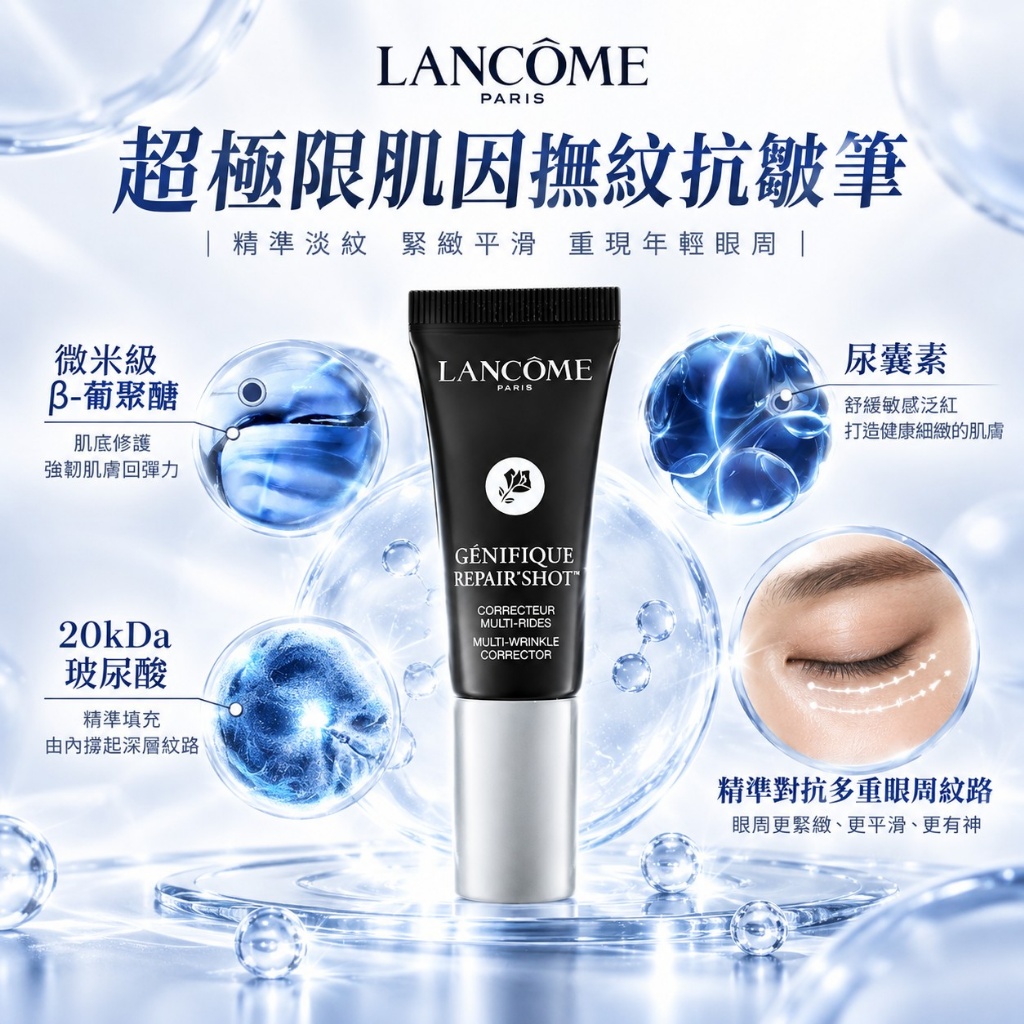 LANCÔME
PARIS
超極限肌因撫紋抗皺筆
| 精準淡紋 緊緻平滑 重現年輕眼周 |
微米級
β-葡聚醣
肌底修護
強韌肌膚回彈力
尿囊素
舒緩敏感泛紅
打造健康細緻的肌膚
LANCÔME
PARIS
GÉNIFIQUE
REPAIR"SHOT™
CORRECTEUR
MULTI-RIDES
MULTI-WRINKLE
CORRECTOR
20kDa
玻尿酸
精準填充
由內撐起深層紋路
精準對抗多重眼周紋路
眼周更緊緻、更平滑、更有神